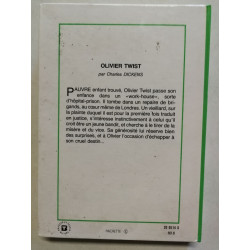 OLIVIER TWIST
par Charles DICKENS
PAUVRE enfant trouvé, Olivier Twist passe son
enfance dans un «work-house», sorte
d'hôpital-prison. Il tombe dans un repaire de bri-
gands, au cœur même de Londres. Un vieillard, sur
la plainte duquel il est pour la première fois traduit
en justice, s'intéresse instinctivement à celui qu'il
croit être un jeune bandit, et cherche à le tirer de la
misère et du vice. Sa générosité lui réserve bien
des surprises, et à Olivier l'occasion d'échapper à
son cruel destin...
HACHETTE